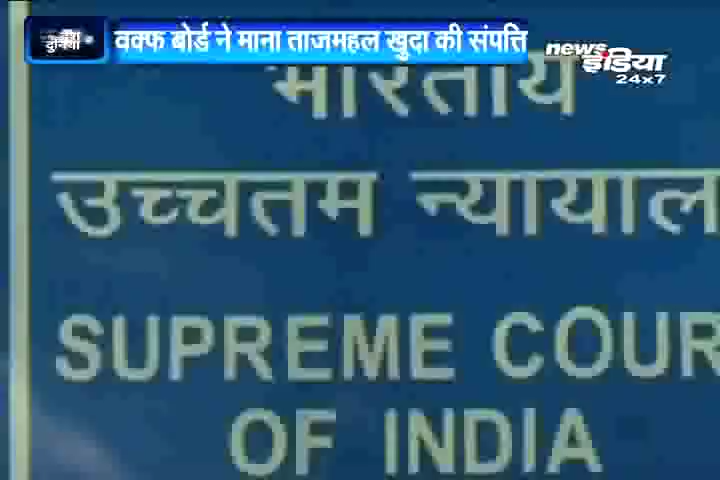 वक्फ बोर्ड ने माना ताजमहल खुदा की संपत्ति
news
इंडिया
24x7
भारतीय
उच्चतम न्यायाल
SUPREME COUR
OF INDIA